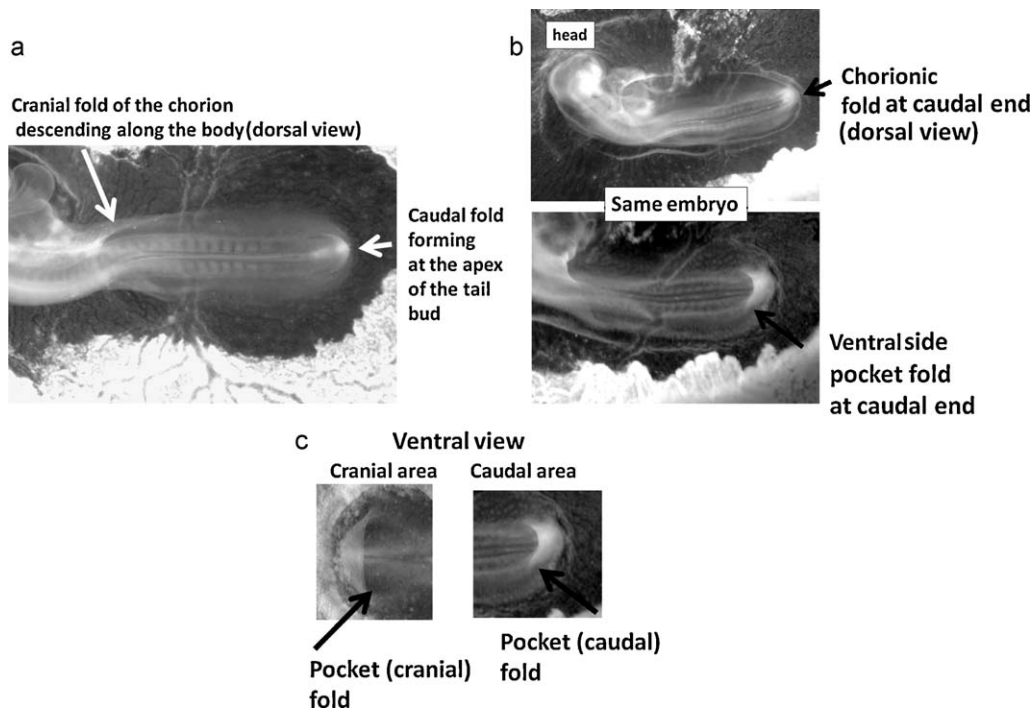 a
Cranial fold of the chorion
descending along the body (dorsal view)
Caudal fold
forming
at the apex
of the tail
bud
b
head
Chorionic
fold at caudal end
(dorsal view)
Same embryo
Ventral side
pocket fold
at caudal end
c
Ventral view
Cranial area
Caudal area
Pocket (cranial)
fold
Pocket (caudal)
fold